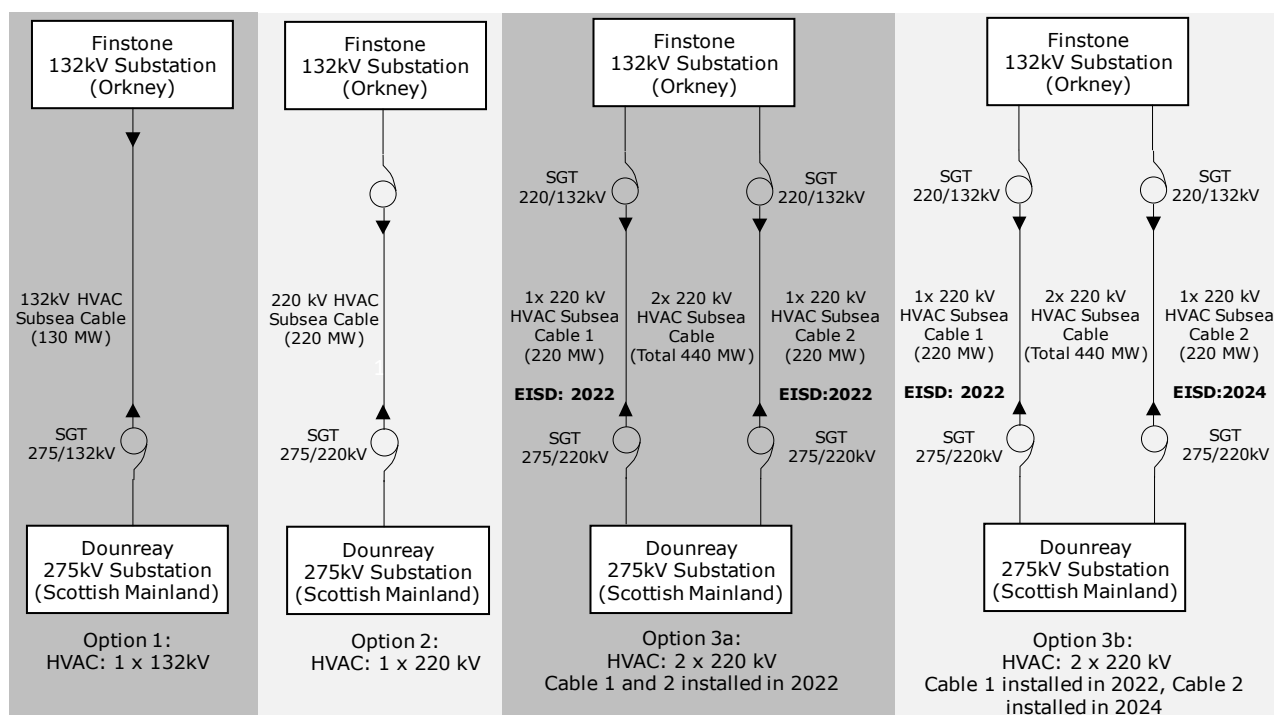 Finstone
132kV Substation
(Orkney)
132kV HVAC
Subsea Cable
(130 MW)
SGT
275/132kV
Dounreay
275kV Substation
(Scottish Mainland)
Option 1:
HVAC: 1 x 132kV
Finstone
132kV Substation
(Orkney)
220 kV HVAC
Subsea Cable
(220 MW)
1
SGT
275/220kV
Dounreay
275kV Substation
(Scottish Mainland)
Option 2:
HVAC: 1 x 220 kV
Finstone
132kV Substation
(Orkney)
SGT
220/132kV
SGT
220/132kV
1x 220 kV
HVAC Subsea
Cable 1
(220 MW)
EISD: 2022
2x 220 kV
HVAC Subsea
Cable
(Total 440 MW)
1x 220 kV
HVAC Subsea
Cable 2
(220 MW)
EISD:2022
SGT
275/220kV
SGT
275/220kV
Dounreay
275kV Substation
(Scottish Mainland)
Option 3a:
HVAC: 2 x 220 kV
Cable 1 and 2 installed in 2022
Finstone
132kV Substation
(Orkney)
SGT
220/132kV
SGT
220/132kV
1x 220 kV
HVAC Subsea
Cable 1
(220 MW)
EISD: 2022
2x 220 kV
HVAC Subsea
Cable
(Total 440 MW)
1x 220 kV
HVAC Subsea
Cable 2
(220 MW)
EISD:2024
SGT
275/220kV
SGT
275/220kV
Dounreay
275kV Substation
(Scottish Mainland)
Option 3b:
HVAC: 2 x 220 kV
Cable 1 installed in 2022, Cable 2
installed in 2024